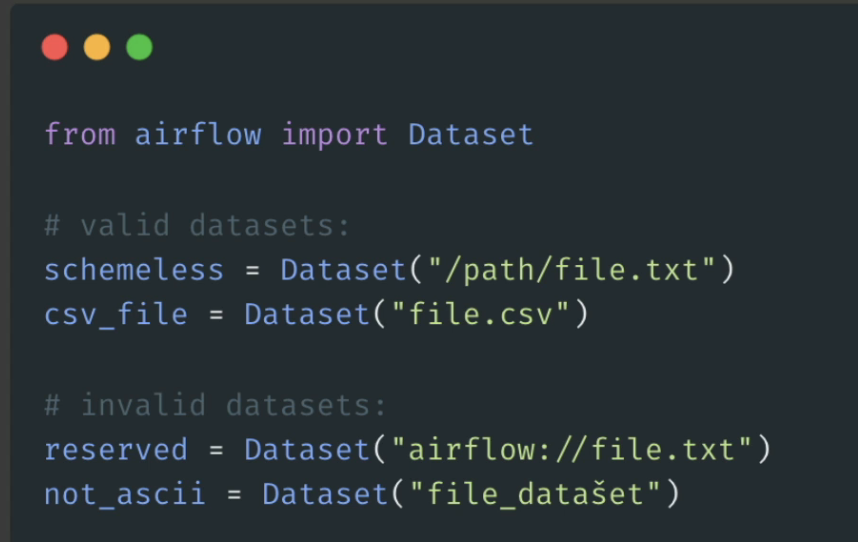 from airflow import Dataset
# valid datasets:
schemeless = Dataset("/path/file.txt")
csv_file = Dataset("file.csv")
# invalid datasets:
reserved = Dataset("airflow://file.txt")
not_ascii = Dataset("file_datašet")